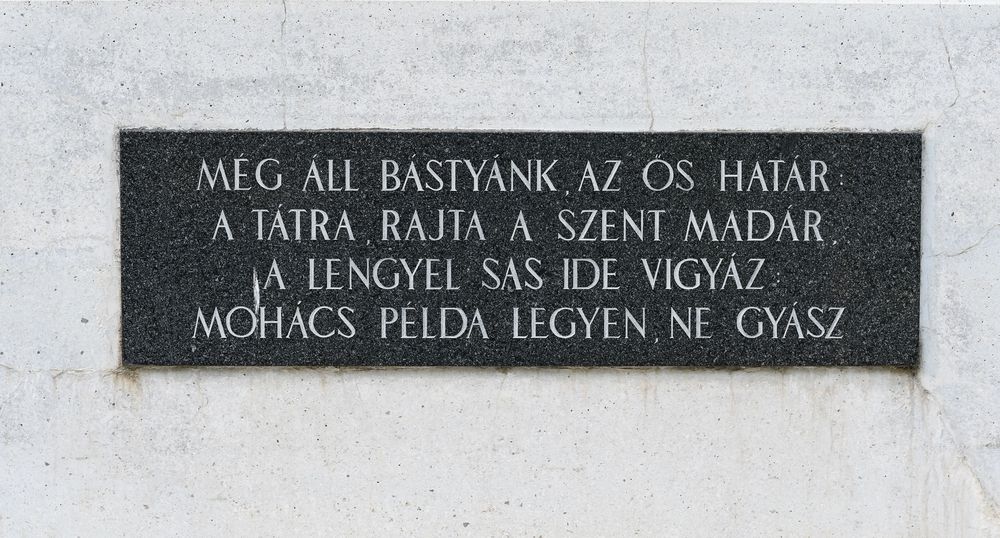 MÉG ÁLL BÁSTYÁNK, AZ ŐS HATÁR:
A TÁTRA, RAJTA A SZENT MADÁR,
A LENGYEL SAS IDE VIGYÁZ:
MOHÁCS PÉLDA LEGYEN, NE GYÁSZ